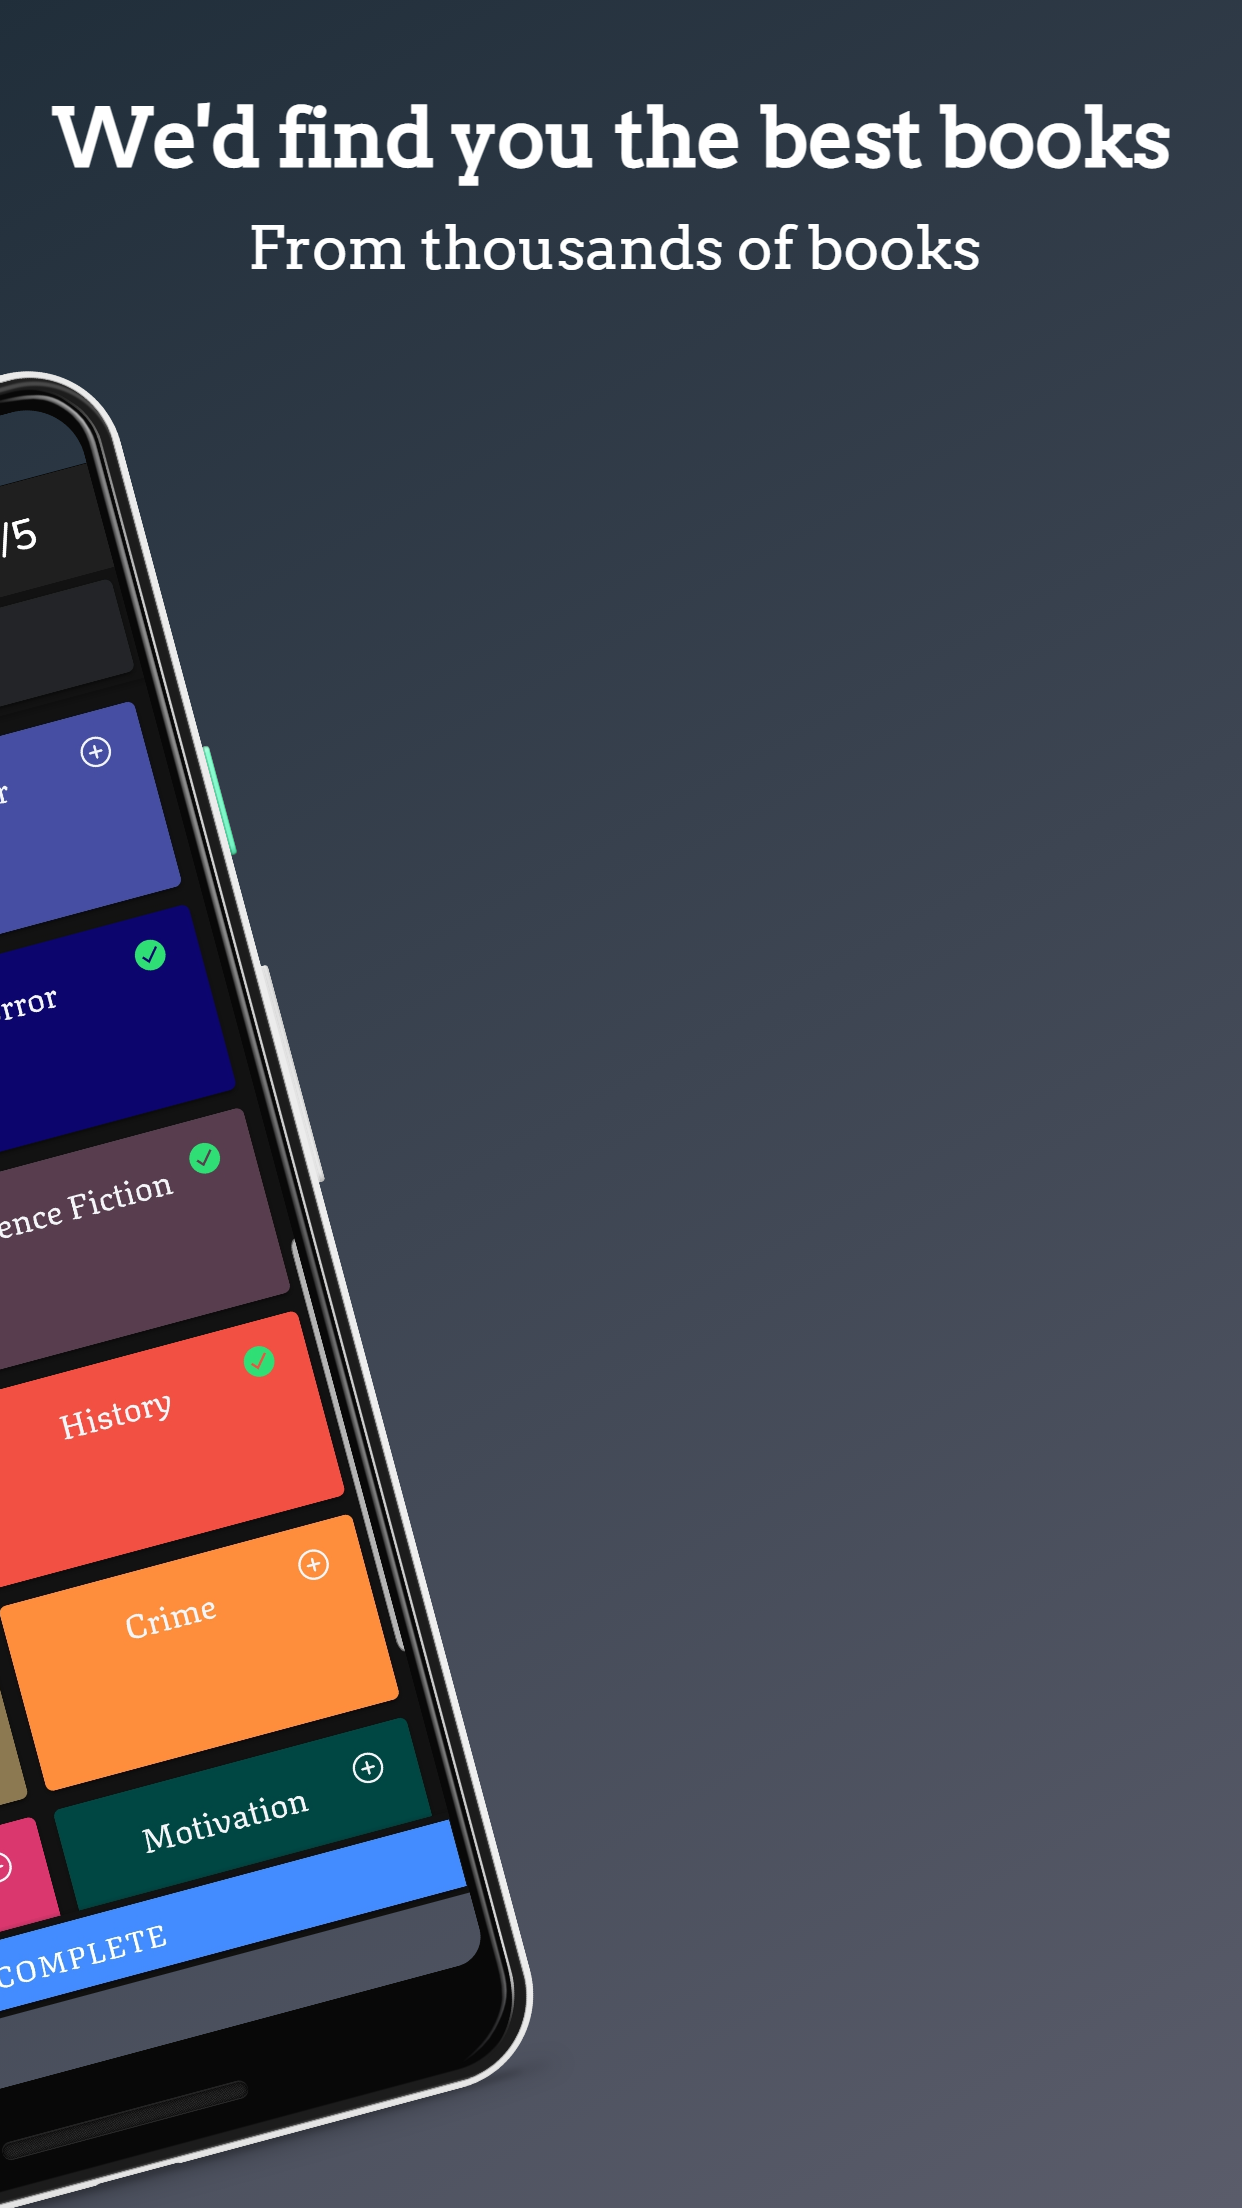 We'd find you the best books
From thousands of books
/5
r
rror
ence Fiction
History
Crime
Motivation
COMPLETE